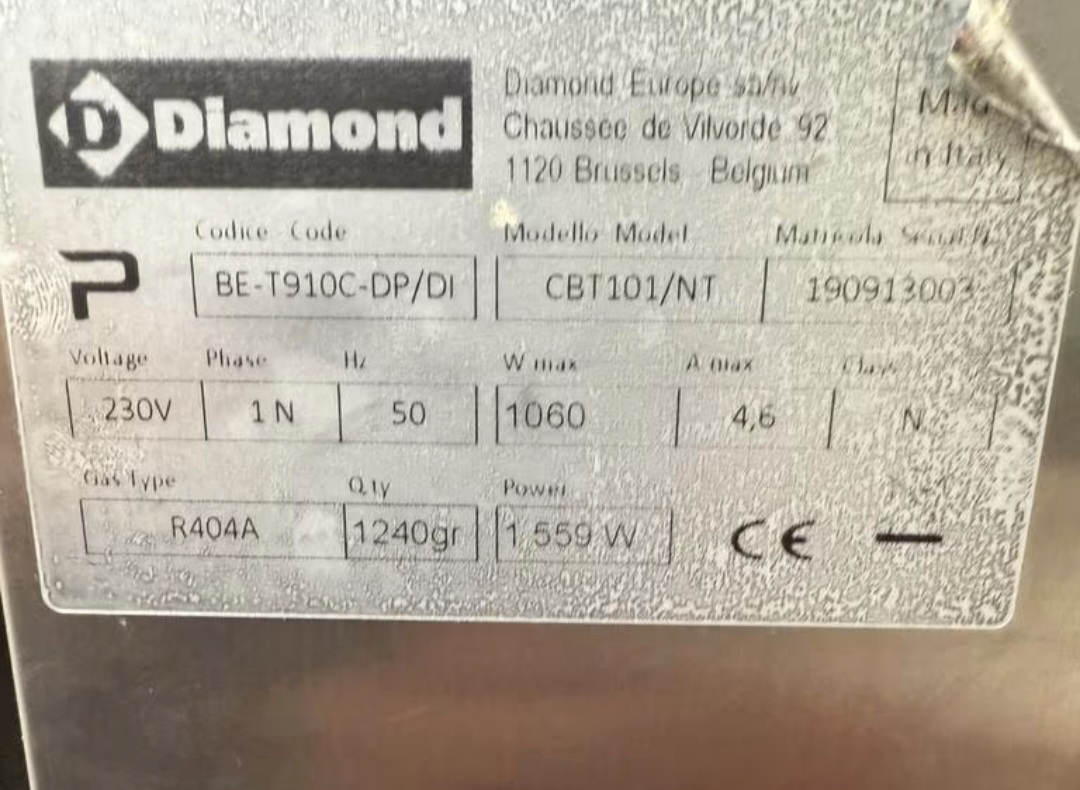 Diamond
Diamond Europe sa/nv
Chaussee de Vilvorde 92
1120 Brussels Belgium
in Italy
Codice Code Modello Model Matricola
BE-T910C-DP/DI CBT101/NT 190913003
Voltage Phase Hz W max A max
230V 1 N 50 1060 4,6 N
Gas Type Q.ty Power
R404A 1240gr 1 559 W CE